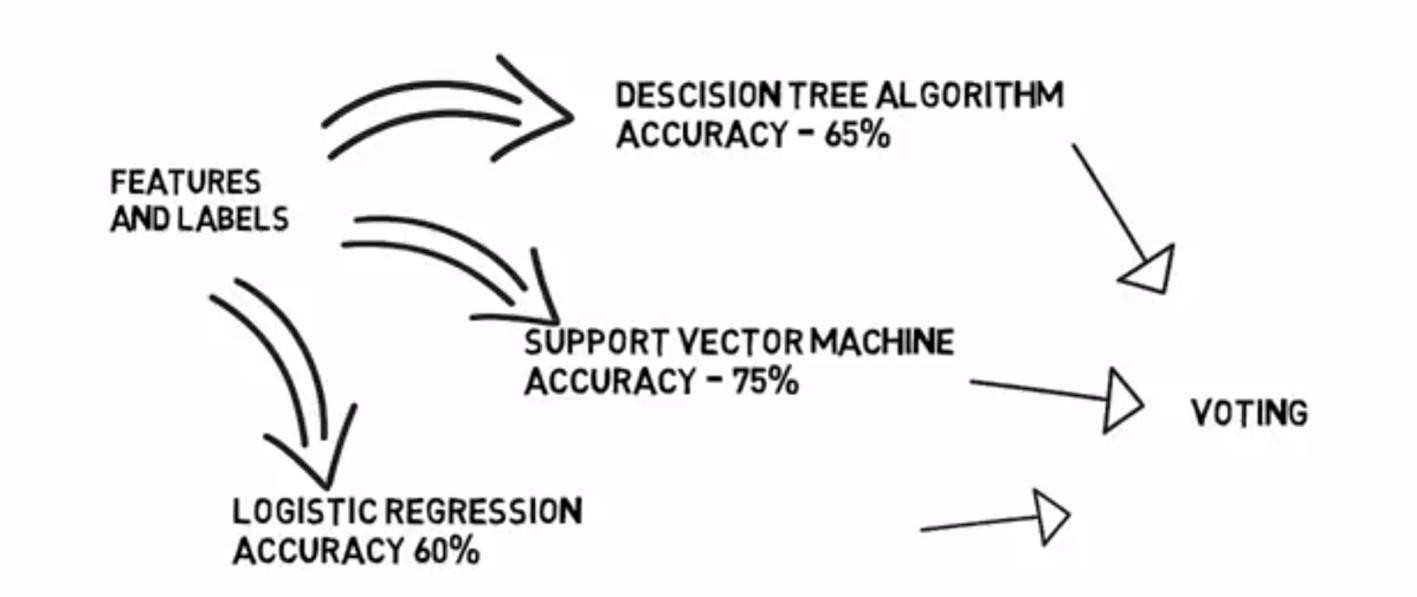 DESCISION TREE ALGORITHM
ACCURACY - 65%
FEATURES
AND LABELS
SUPPORT VECTOR MACHINE
ACCURACY - 75%
VOTING
LOGISTIC REGRESSION
ACCURACY 60%